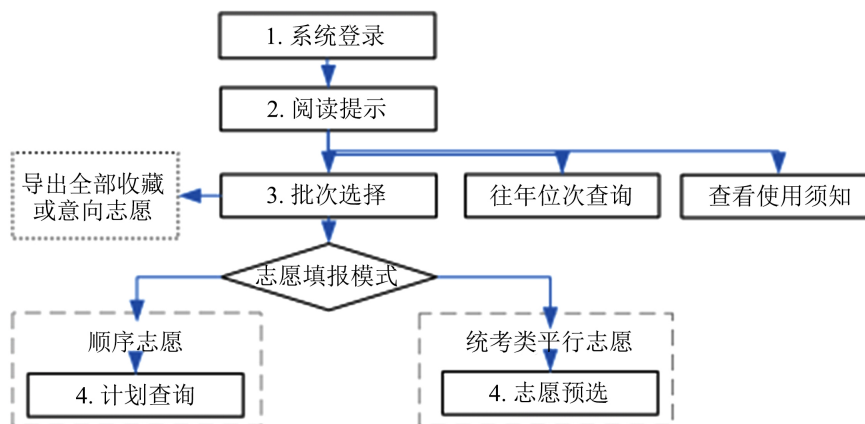 1. 系统登录
2. 阅读提示
导出全部收藏
或意向志愿
3. 批次选择
往年位次查询
查看使用须知
志愿填报模式
顺序志愿
统考类平行志愿
4. 计划查询
4. 志愿预选